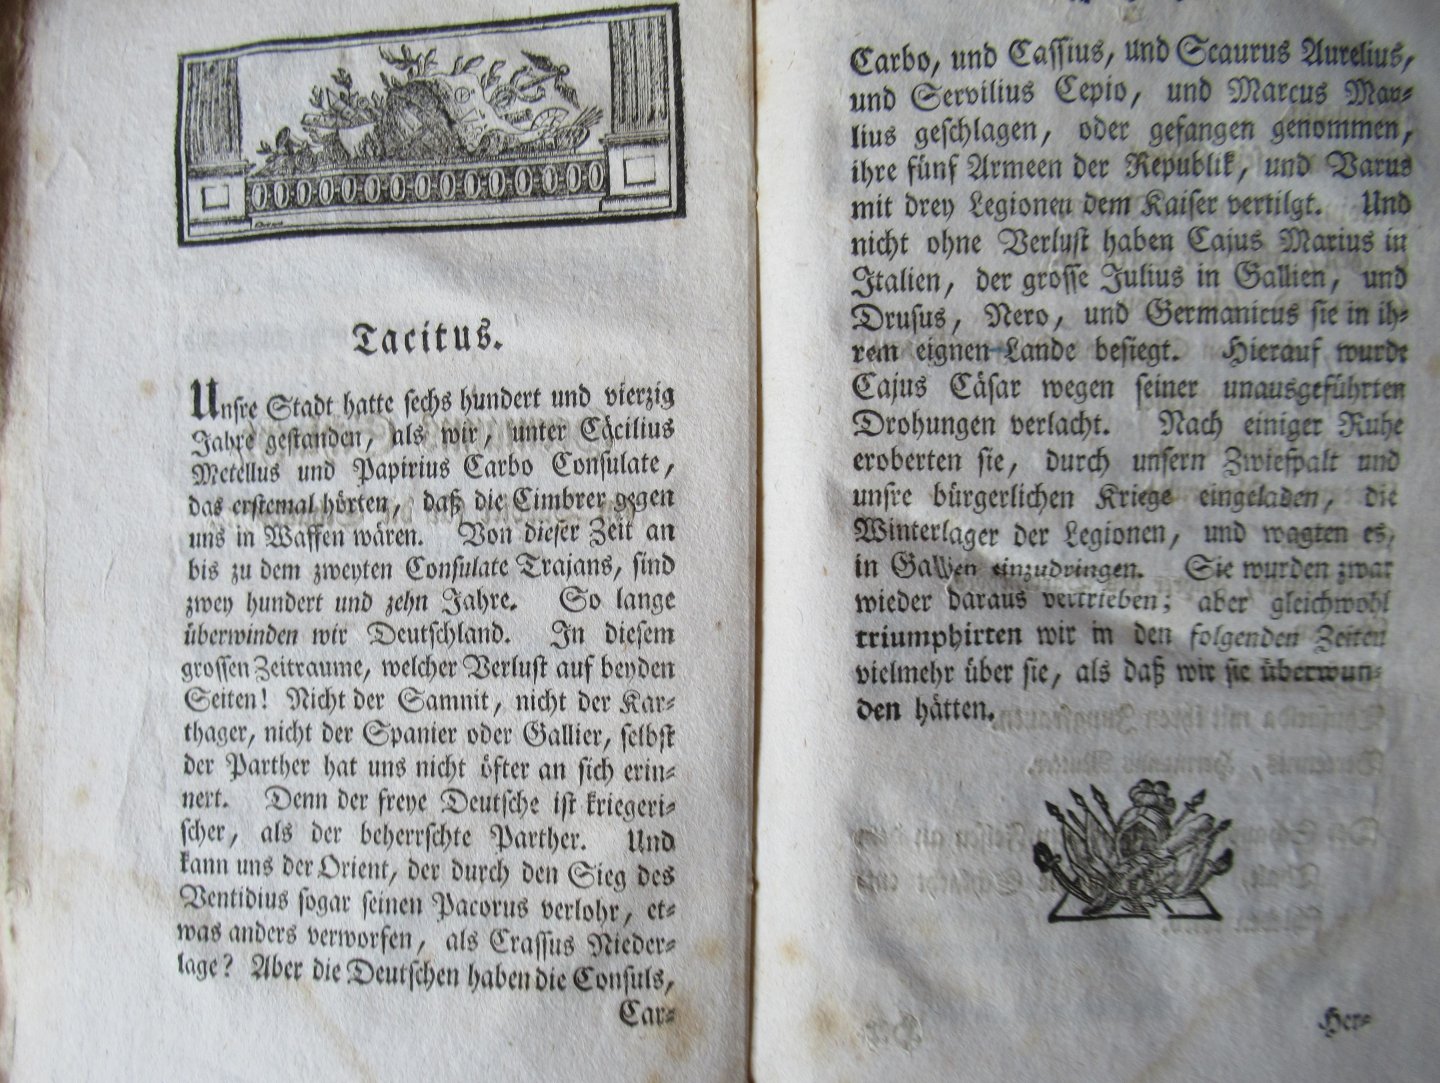 Tacitus.
Unsre Stadt hatte sechs hundert und vierzig
Jahre gestanden, als wir, unter Cäcilius
Metellus und Papirius Carbo Consulate,
das erstemal hörten, daß die Cimbrer gegen
uns in Waffen wären. Von dieser Zeit an
bis zu dem zweyten Consulate Trajans, sind
zwey hundert und zehn Jahre. So lange
überwinden wir Deutschland. In diesem
grossen Zeitraume, welcher Verlust auf beyden
Seiten! Nicht der Samnit, nicht der Kar-
thager, nicht der Spanier oder Gallier, selbst
der Parther hat uns nicht öfter an sich erin-
nert. Denn der freye Deutsche ist kriegeri-
scher, als der beherrschte Parther. Und
kann uns der Orient, der durch den Sieg des
Ventidius sogar seinen Pacorus verlohr, et-
was anders verworfen, als Crassus Nieder-
lage? Aber die Deutschen haben die Consuls,
Car-
Carbo, und Cassius, und Scaurus Aurelius,
und Servilius Cepio, und Marcus Man-
lius geschlagen, oder gefangen genommen,
ihre fünf Armeen der Republik, und Varus
mit drey Legionen dem Kaiser vertilgt. Und
nicht ohne Verlust haben Cajus Marius in
Italien, der grosse Julius in Gallien, und
Drusus, Nero, und Germanicus sie in ih-
rem eignen Lande besiegt. Hierauf wurde
Cajus Cäsar wegen seiner unausgeführten
Drohungen verlacht. Nach einiger Ruhe
eroberten sie, durch unsern Zwiespalt und
unsre bürgerlichen Kriege eingeladen, die
Winterlager der Legionen, und wagten es,
in Gallien einzudringen. Sie wurden zwar
wieder daraus vertrieben; aber gleichwohl
triumphirten wir in den folgenden Zeiten
vielmehr über sie, als daß wir sie überwun-
den hätten.
Her-